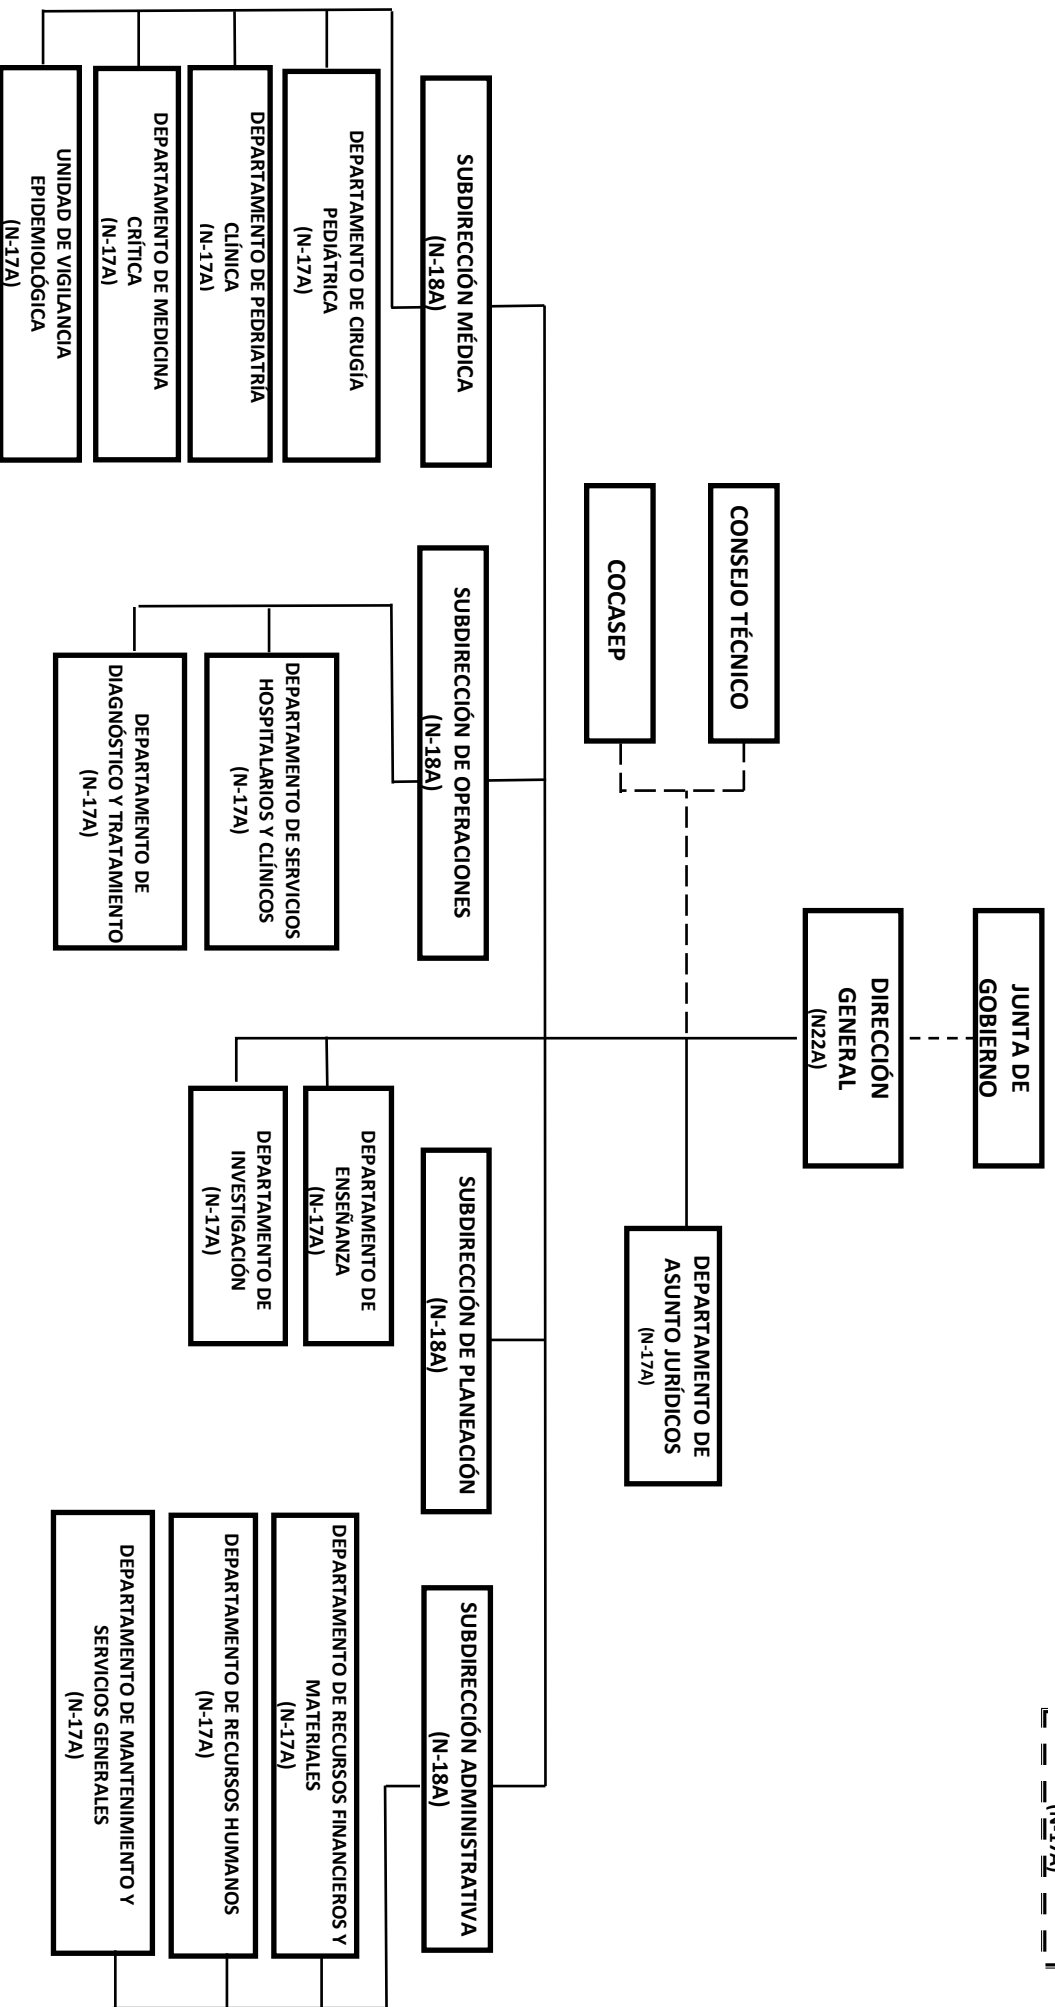 (N-17A)
JUNTA DE
GOBIERNO
DIRECCIÓN
GENERAL
(N22A)
CONSEJO TÉCNICO
COCASEP
DEPARTAMENTO DE
ASUNTO JURÍDICOS
(N-17A)
SUBDIRECCIÓN MÉDICA
(N-18A)
SUBDIRECCIÓN DE OPERACIONES
(N-18A)
SUBDIRECCIÓN DE PLANEACIÓN
(N-18A)
SUBDIRECCIÓN ADMINISTRATIVA
(N-18A)
DEPARTAMENTO DE CIRUGÍA
PEDIÁTRICA
(N-17A)
DEPARTAMENTO DE PEDRIATRÍA
CLÍNICA
(N-17A)
DEPARTAMENTO DE MEDICINA
CRÍTICA
(N-17A)
UNIDAD DE VIGILANCIA
EPIDEMIOLÓGICA
(N-17A)
DEPARTAMENTO DE SERVICIOS
HOSPITALARIOS Y CLÍNICOS
(N-17A)
DEPARTAMENTO DE
DIAGNÓSTICO Y TRATAMIENTO
(N-17A)
DEPARTAMENTO DE
ENSEÑANZA
(N-17A)
DEPARTAMENTO DE
INVESTIGACIÓN
(N-17A)
DEPARTAMENTO DE RECURSOS FINANCIEROS Y
MATERIALES
(N-17A)
DEPARTAMENTO DE RECURSOS HUMANOS
(N-17A)
DEPARTAMENTO DE MANTENIMIENTO Y
SERVICIOS GENERALES
(N-17A)